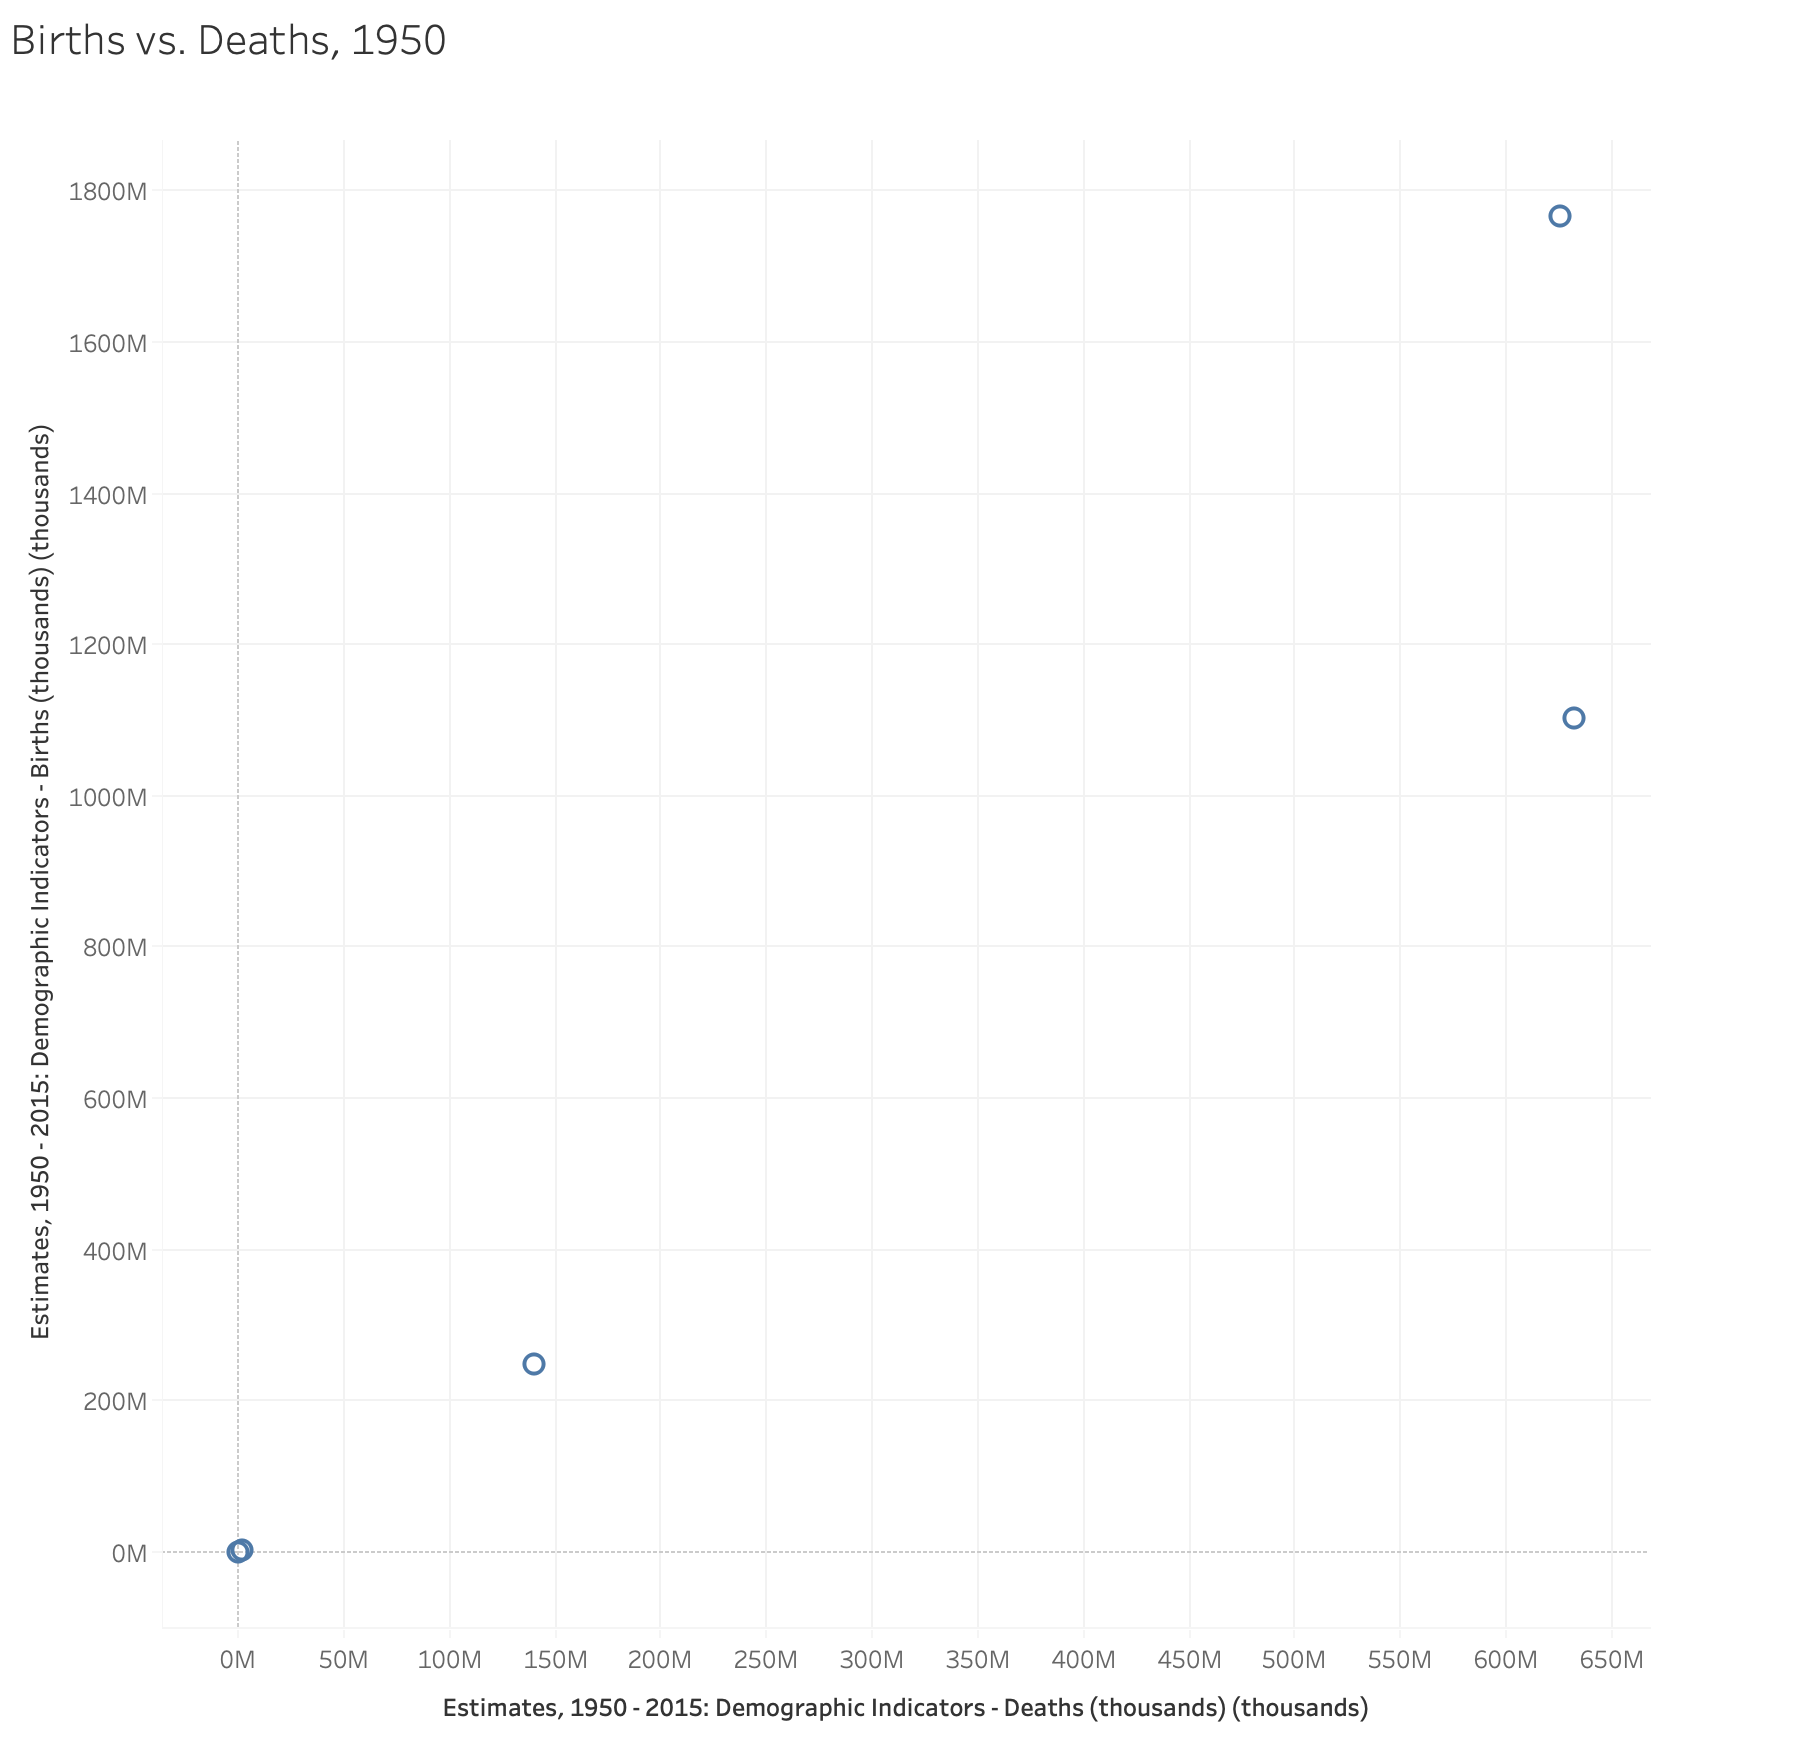 Births vs. Deaths, 1950
1800M
1600M
1400M
1200M
1000M
800M
600M
400M
200M
0M
Estimates, 1950 - 2015: Demographic Indicators - Births (thousands) (thousands)
0M 50M 100M 150M 200M 250M 300M 350M 400M 450M 500M 550M 600M 650M
Estimates, 1950 - 2015: Demographic Indicators - Deaths (thousands) (thousands)